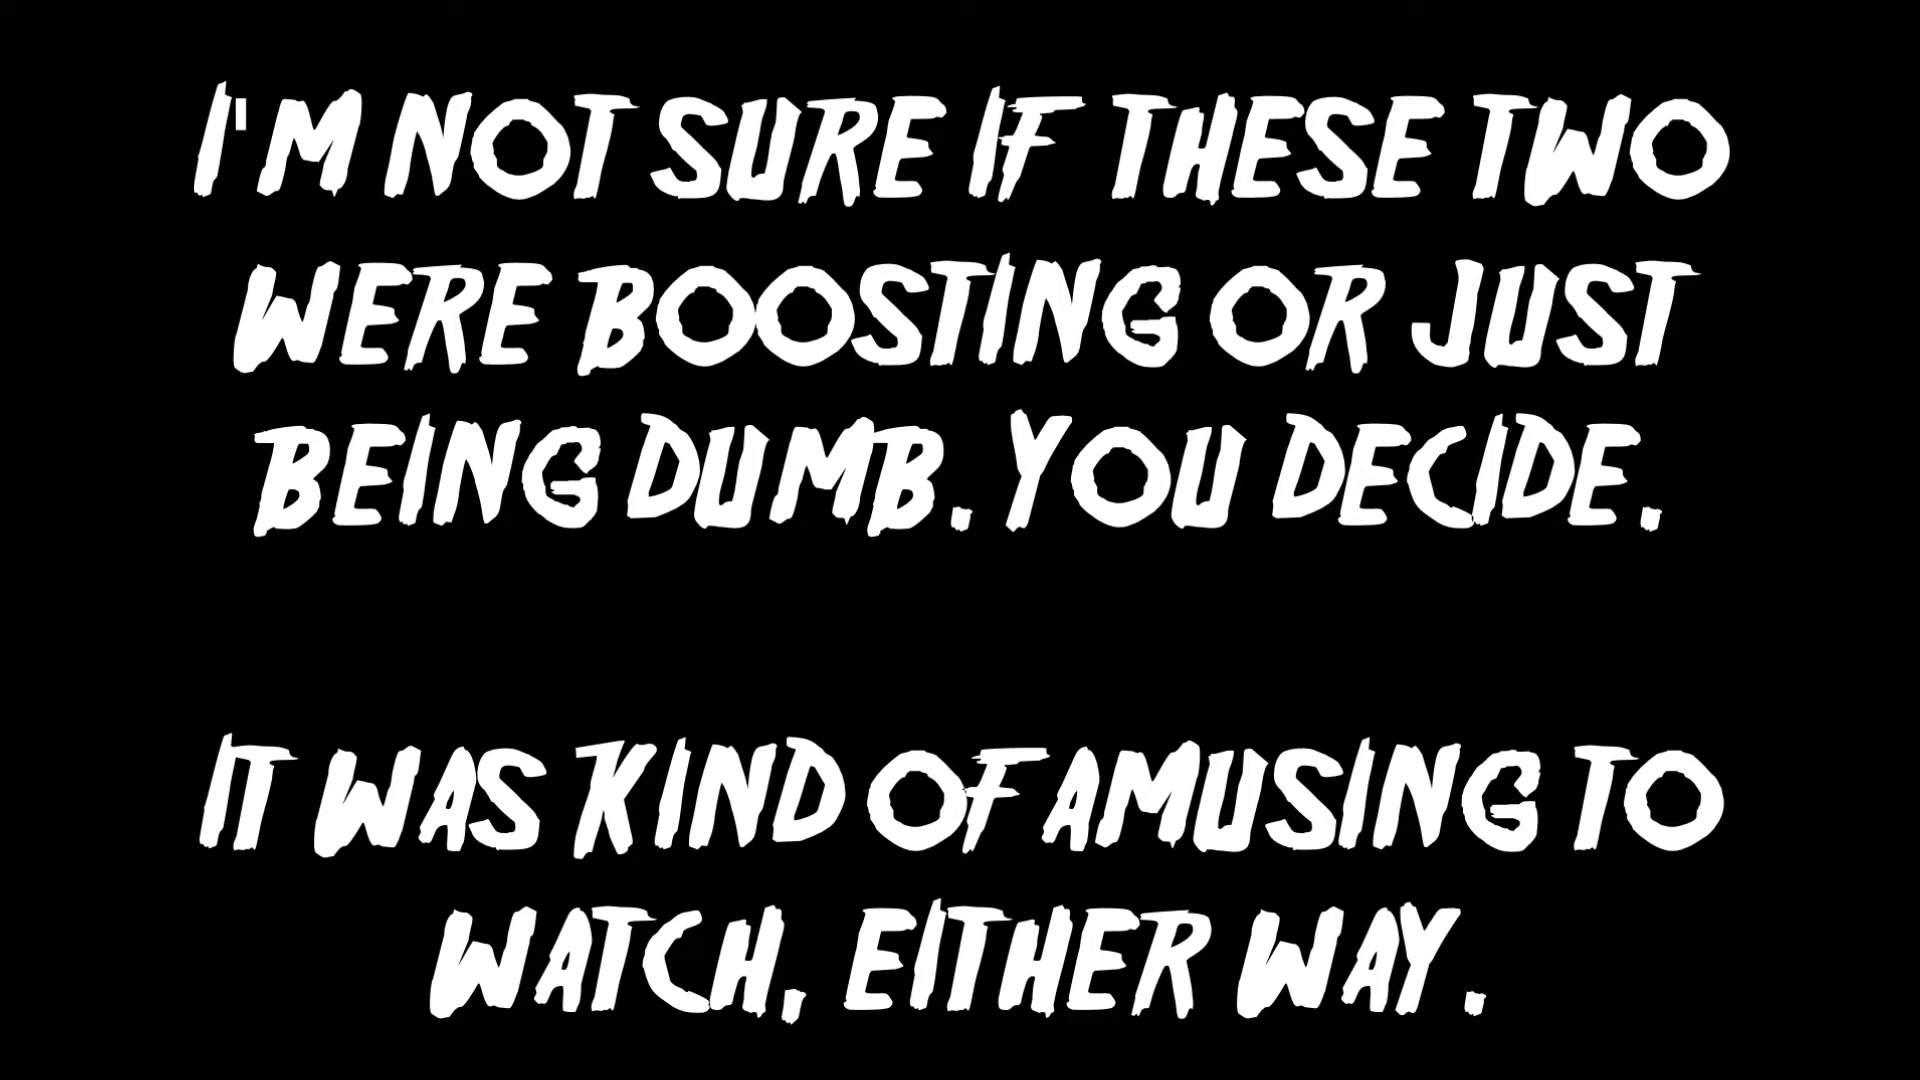 I'M NOT SURE IF THESE TWO
WERE BOOSTING OR JUST
BEING DUMB. YOU DECIDE.
IT WAS KIND OF AMUSING TO
WATCH, EITHER WAY.